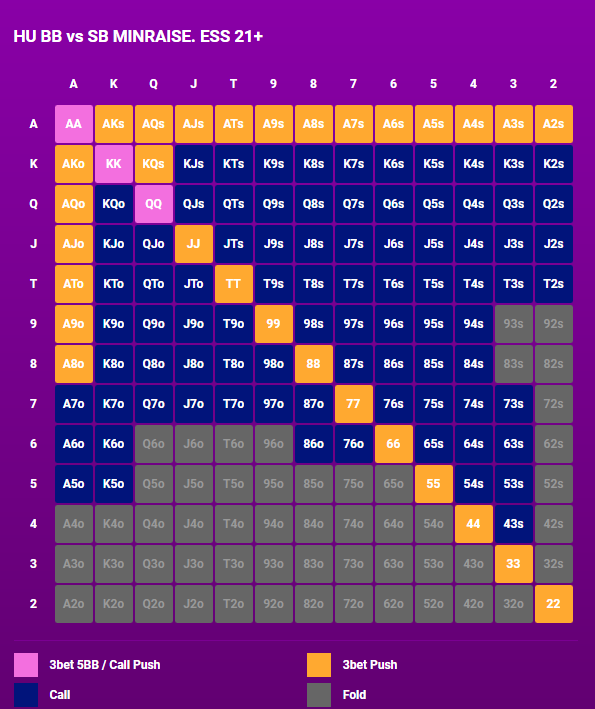 HU BB vs SB MINRAISE. ESS 21+
A K Q J T 9 8 7 6 5 4 3 2
A AA AKs AQs AJs ATs A9s A8s A7s A6s A5s A4s A3s A2s
K AKo KK KQs KJs KTs K9s K8s K7s K6s K5s K4s K3s K2s
Q AQo KQo QQ QJs QTs Q9s Q8s Q7s Q6s Q5s Q4s Q3s Q2s
J AJo KJo QJo JJ JTs J9s J8s J7s J6s J5s J4s J3s J2s
T ATo KTo QTo JTo TT T9s T8s T7s T6s T5s T4s T3s T2s
9 A9o K9o Q9o J9o T9o 99 98s 97s 96s 95s 94s 93s 92s
8 A8o K8o Q8o J8o T8o 98o 88 87s 86s 85s 84s 83s 82s
7 A7o K7o Q7o J7o T7o 97o 87o 77 76s 75s 74s 73s 72s
6 A6o K6o Q6o J6o T6o 96o 86o 76o 66 65s 64s 63s 62s
5 A5o K5o Q5o J5o T5o 95o 85o 75o 65o 55 54s 53s 52s
4 A4o K4o Q4o J4o T4o 94o 84o 74o 64o 54o 44 43s 42s
3 A3o K3o Q3o J3o T3o 93o 83o 73o 63o 53o 43o 33 32s
2 A2o K2o Q2o J2o T2o 92o 82o 72o 62o 52o 42o 32o 22
3bet 5BB / Call Push 3bet Push
Call Fold